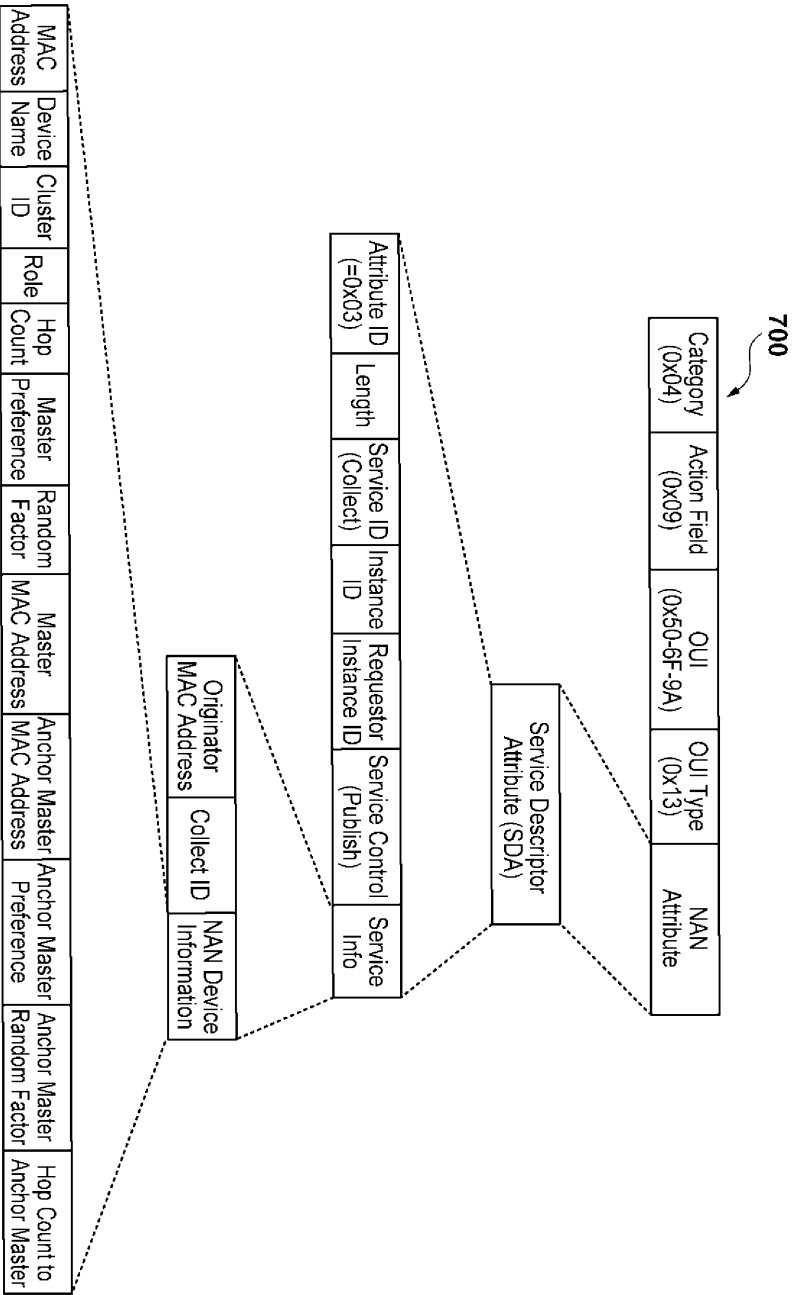 700
Category
(0x04)
Action Field
(0x09)
OUI
(0x50-6F-9A)
OUI Type
(0x13)
NAN
Attribute
Service Descriptor
Attribute (SDA)
Attribute ID
(=0x03)
Length
Service ID
(Collect)
Instance
ID
Requestor
Instance ID
Service Control
(Publish)
Service
Info
Originator
MAC Address
Collect ID
NAN Device
Information
MAC
Address
Device
Name
Cluster
ID
Role
Hop
Count
Master
Preference
Random
Factor
Master
MAC Address
Anchor Master
MAC Address
Anchor Master
Preference
Anchor Master
Random Factor
Hop Count to
Anchor Master